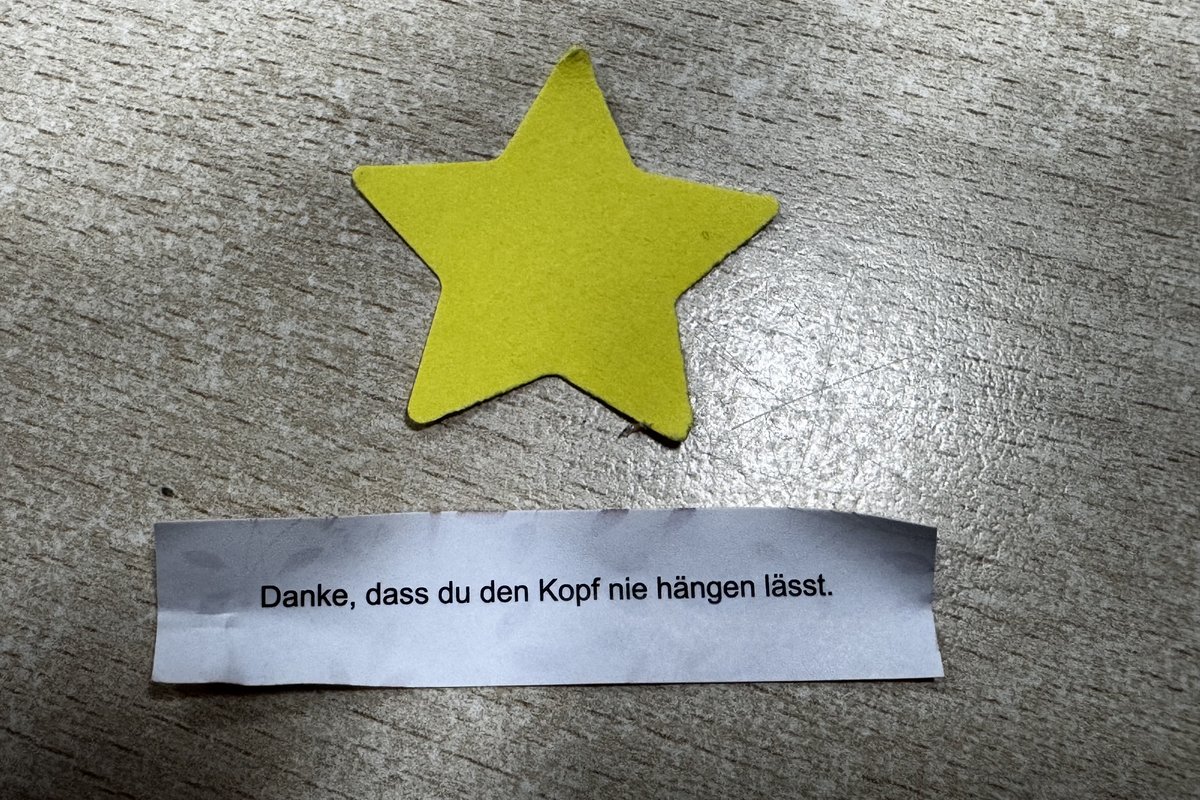 Danke, dass du den Kopf nie hängen lässt.